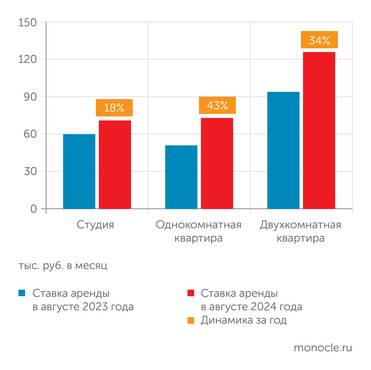 150
120
90
60
30
0
18%
43%
34%
Студия
Однокомнатная
квартира
Двухкомнатная
квартира
тыс. руб. в месяц
Ставка аренды
в августе 2023 года
Ставка аренды
в августе 2024 года
Динамика за год
monocle.ru